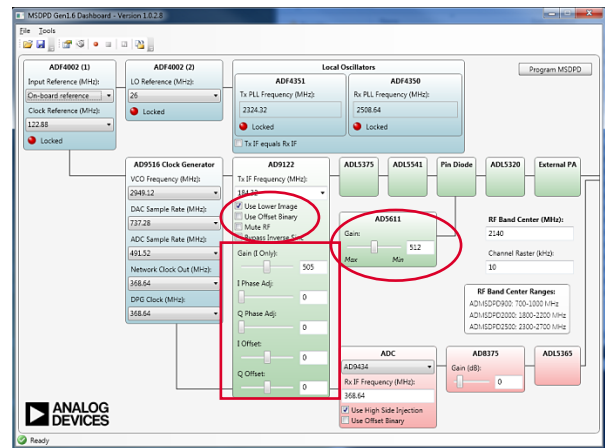 MSDPD Gen1.6 Dashboard - Version 1.0.2.8
File Tools
Program MSDPD
ADF4002 (1)
Input Reference (MHz):
On-board reference
Clock Reference (MHz):
122.88
Locked
ADF4002 (2)
LO Reference (MHz):
26
Locked
Local Oscillators
ADF4351
Tx PLL Frequency (MHz):
2324.32
Locked
ADF4350
Rx PLL Frequency (MHz):
2508.64
Locked
Tx IF equals Rx IF
AD9516 Clock Generator
VCO Frequency (MHz):
2949.12
DAC Sample Rate (MHz):
737.28
ADC Sample Rate (MHz):
491.52
Network Clock Out (MHz):
368.64
DPG Clock (MHz):
368.64
AD9122
Tx IF Frequency (MHz):
184.32
Use Lower Image
Use Offset Binary
Mute RF
Bypass Inverse Sinc
Gain (I Only):
505
I Phase Adj:
0
Q Phase Adj:
0
I Offset:
0
Q Offset:
0
ADL5375
ADL5541
Pin Diode
ADL5320
External PA
AD5611
Gain:
512
Max Min
RF Band Center (MHz):
2140
Channel Raster (kHz):
10
RF Band Center Ranges:
ADMSDPD900: 700-1000 MHz
ADMSDPD2000: 1800-2200 MHz
ADMSDPD2500: 2300-2700 MHz
ADC
AD9434
Rx IF Frequency (MHz):
368.64
Use High Side Injection
Use Offset Binary
AD8375
Gain (dB):
0
ADL5365
ANALOG
DEVICES
Ready